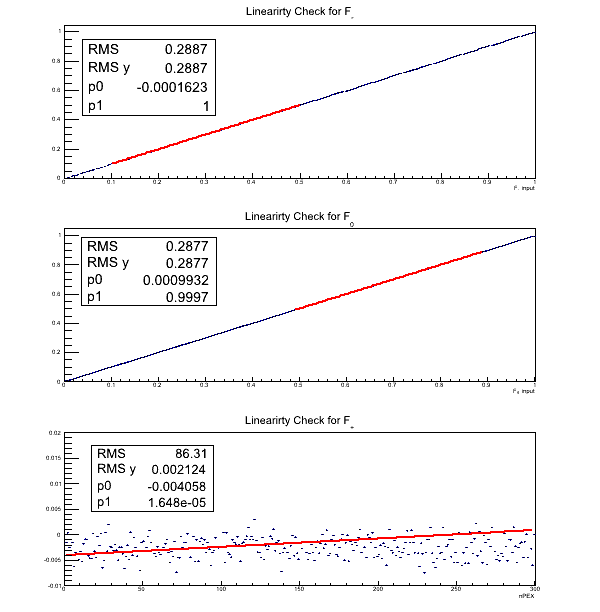 Linearirty Check for F-
1
0.8
0.6
0.4
0.2
0
RMS 0.2887
RMS y 0.2887
p0 -0.0001623
p1 1
0 0.1 0.2 0.3 0.4 0.5 0.6 0.7 0.8 0.9 1
F- input
Linearirty Check for F0
1
0.8
0.6
0.4
0.2
0
RMS 0.2877
RMS y 0.2877
p0 0.0009932
p1 0.9997
0 0.1 0.2 0.3 0.4 0.5 0.6 0.7 0.8 0.9 1
F0 input
Linearirty Check for F+
0.02
0.015
0.01
0.005
0
-0.005
-0.01
RMS 86.31
RMS y 0.002124
p0 -0.004058
p1 1.648e-05
0 50 100 150 200 250 300
nPEX